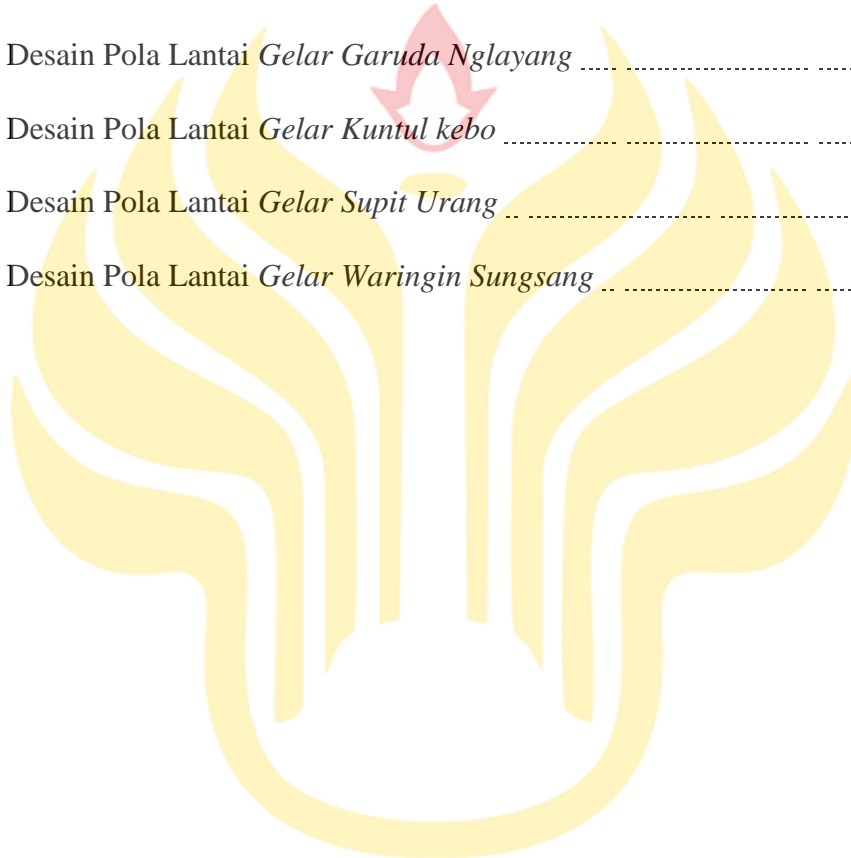 Desain Pola Lantai Gelar Garuda Nglayang
Desain Pola Lantai Gelar Kuntul kebo
Desain Pola Lantai Gelar Supit Urang
Desain Pola Lantai Gelar Waringin Sungsang